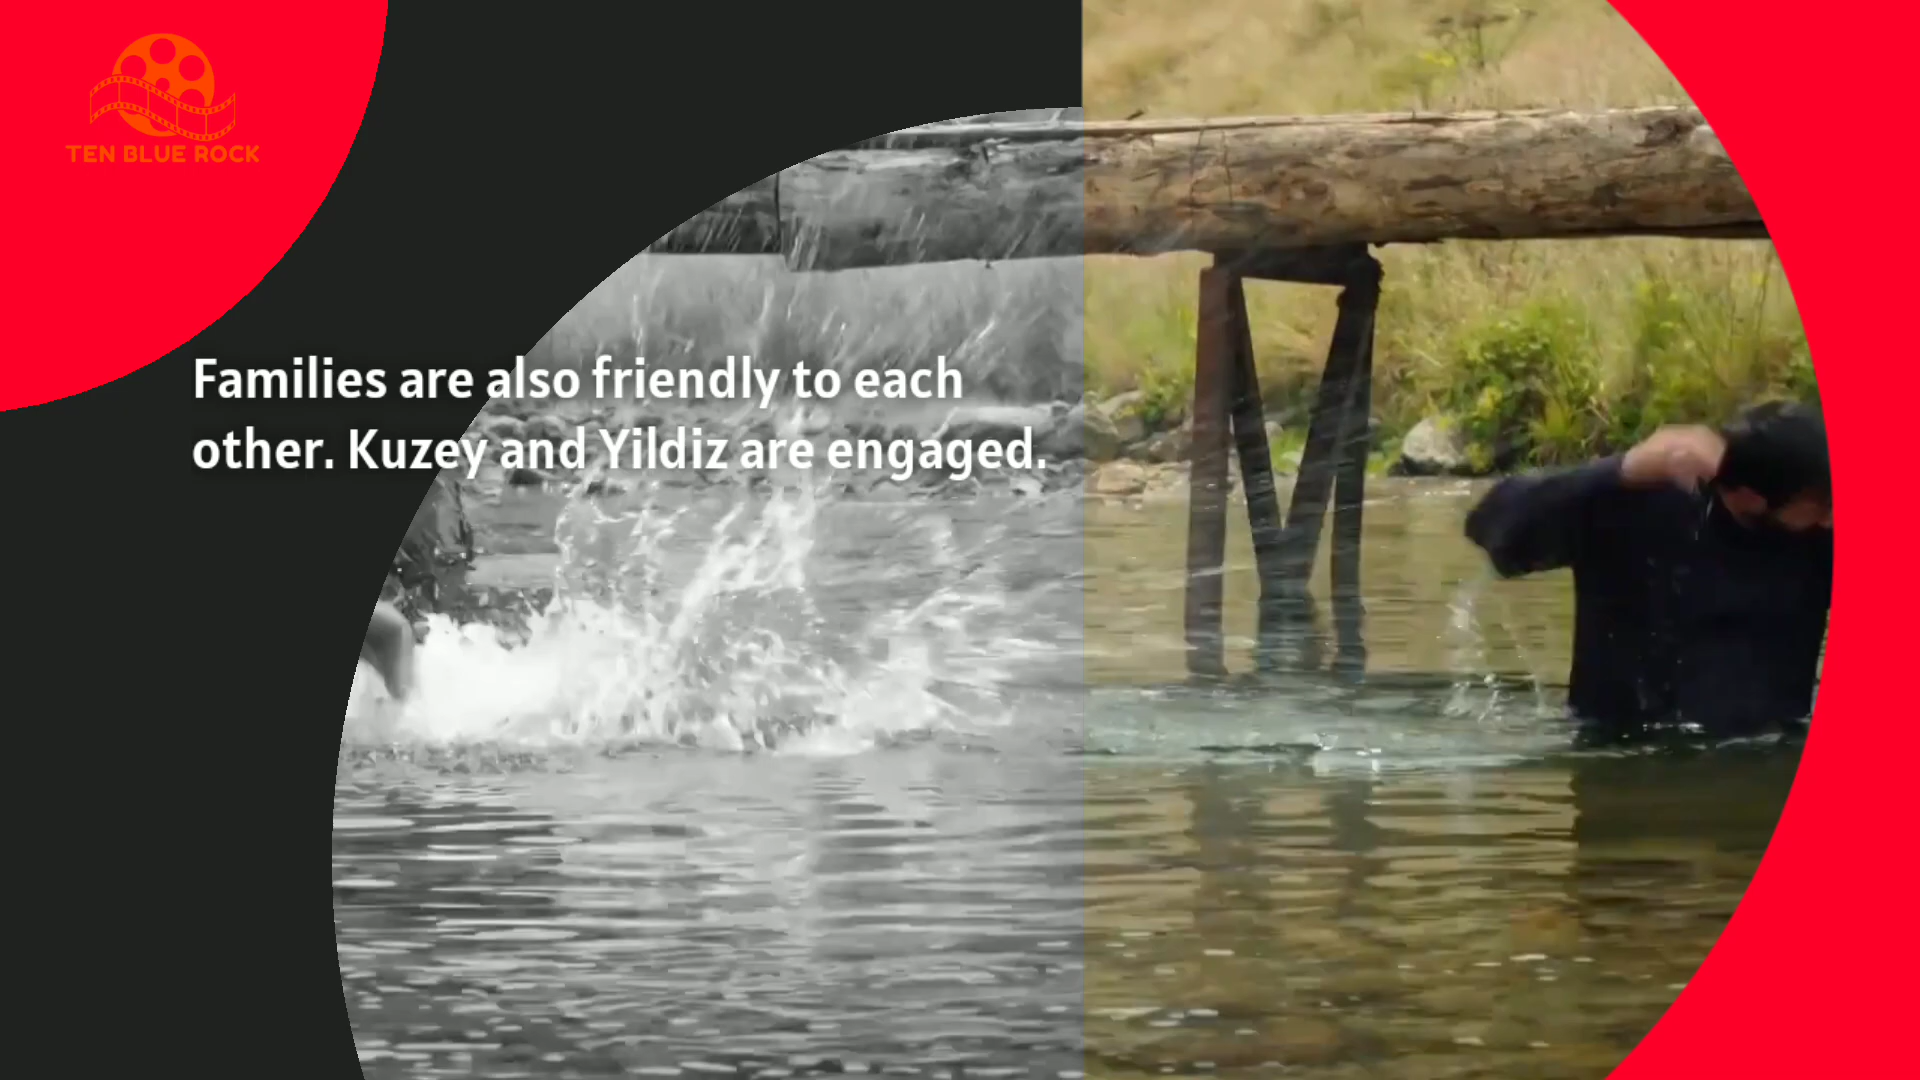 TEN BLUE ROCK
Families are also friendly to each
other. Kuzey and Yildiz are engaged.